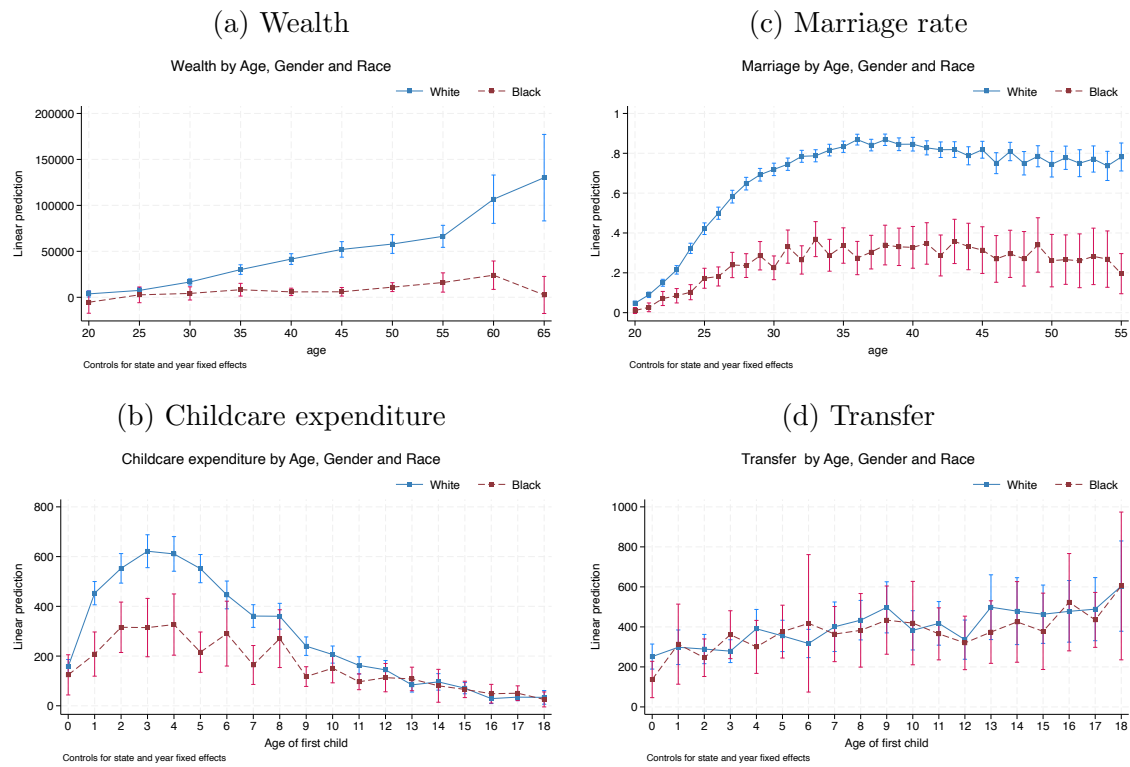 (a) Wealth
Wealth by Age, Gender and Race
White Black
200000
150000
100000
50000
0
Linear prediction
20 25 30 35 40 45 50 55 60 65
age
Controls for state and year fixed effects
(c) Marriage rate
Marriage by Age, Gender and Race
White Black
1
.8
.6
.4
.2
0
Linear prediction
20 25 30 35 40 45 50 55
age
Controls for state and year fixed effects
(b) Childcare expenditure
Childcare expenditure by Age, Gender and Race
White Black
800
600
400
200
0
Linear prediction
0 1 2 3 4 5 6 7 8 9 10 11 12 13 14 15 16 17 18
Age of first child
Controls for state and year fixed effects
(d) Transfer
Transfer by Age, Gender and Race
White Black
1000
800
600
400
200
0
Linear prediction
0 1 2 3 4 5 6 7 8 9 10 11 12 13 14 15 16 17 18
Age of first child
Controls for state and year fixed effects